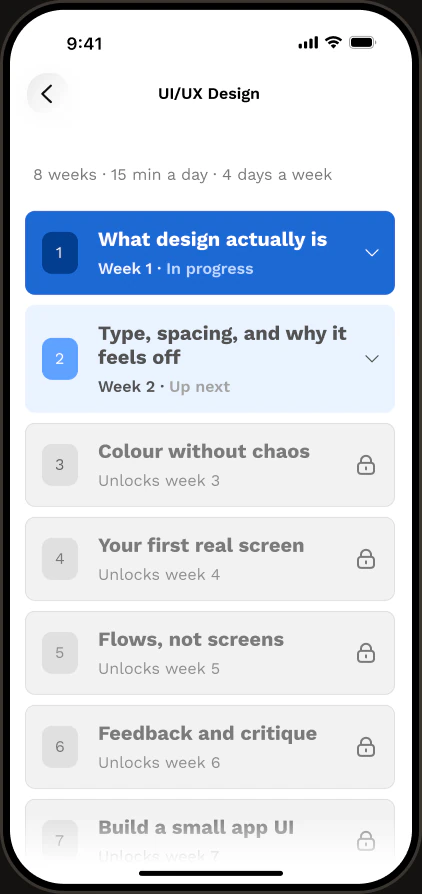 9:41
UI/UX Design
8 weeks · 15 min a day · 4 days a week
1
What design actually is
Week 1 · In progress
2
Type, spacing, and why it
feels off
Week 2 · Up next
3
Colour without chaos
Unlocks week 3
4
Your first real screen
Unlocks week 4
5
Flows, not screens
Unlocks week 5
6
Feedback and critique
Unlocks week 6
7
Build a small app UI
Unlocks week 7